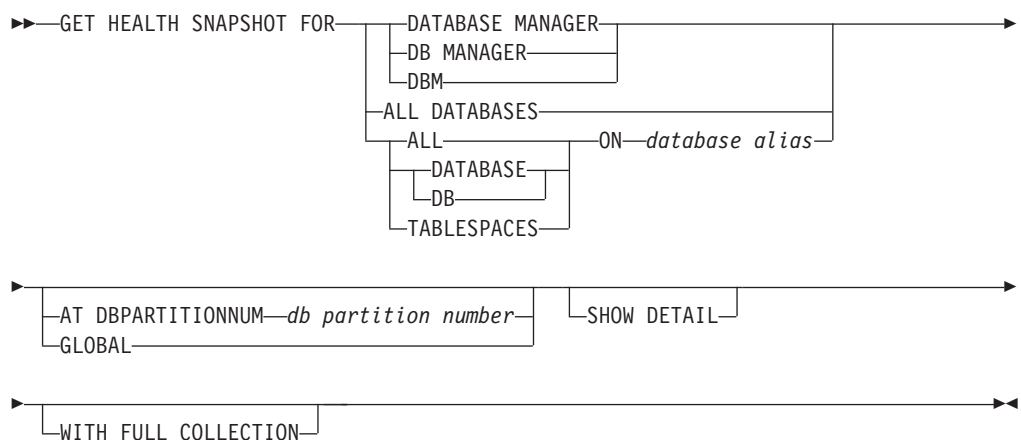 GET HEALTH SNAPSHOT FOR DATABASE MANAGER
DB MANAGER
DBM
ALL DATABASES
ALL ON database alias
DATABASE
DB
TABLESPACES
AT DBPARTITIONNUM db partition number SHOW DETAIL
GLOBAL
WITH FULL COLLECTION